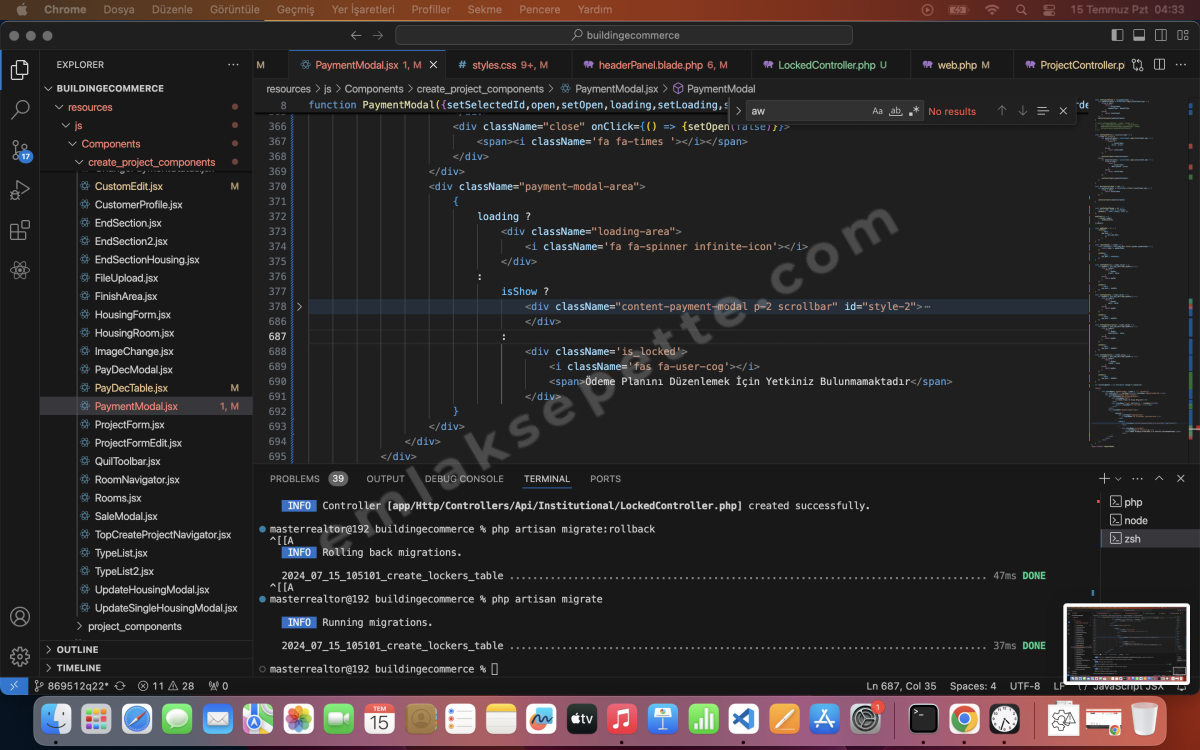 Chrome Dosya Düzenle Görüntüle Geçmiş Yer İşaretleri Profiller Sekme Pencere Yardım 15 Temmuz Pzt 04:33
buildingecommerce
EXPLORER
BUILDINGECOMMERCE
resources
js
Components
create_project_components
CustomEdit.jsx M
CustomerProfile.jsx
EndSection.jsx
EndSection2.jsx
EndSectionHousing.jsx
FileUpload.jsx
FinishArea.jsx
HousingForm.jsx
HousingRoom.jsx
ImageChange.jsx
PayDecModal.jsx
PayDecTable.jsx M
PaymentModal.jsx 1, M
ProjectForm.jsx
ProjectFormEdit.jsx
QuilToolbar.jsx
RoomNavigator.jsx
Rooms.jsx
SaleModal.jsx
TopCreateProjectNavigator.jsx
TypeList.jsx
TypeList2.jsx
UpdateHousingModal.jsx
UpdateSingleHousingModal.jsx
project_components
OUTLINE
TIMELINE
17
M PaymentModal.jsx 1, M styles.css 9+, M headerPanel.blade.php 6, M LockedController.php U web.php M ProjectController.p
resources > js > Components > create_project_components > PaymentModal.jsx > PaymentModal
8 function PaymentModal({setSelectedId,open,setOpen,loading,setLoading,s
aw Aa ab .* No results
366 <div className="close" onClick={() => {setOpen(false)}}>
367 <span><i className='fa fa-times '></i></span>
368 </div>
369 </div>
370 <div className="payment-modal-area">
371 {
372 loading ?
373 <div className="loading-area">
374 <i className='fa fa-spinner infinite-icon'></i>
375 </div>
376 :
377 isShow ?
378 <div className="content-payment-modal p-2 scrollbar" id="style-2">
686 </div>
687 :
688 <div className='is_locked'>
689 <i className='fas fa-user-cog'></i>
690 <span>Ödeme Planını Düzenlemek İçin Yetkiniz Bulunmamaktadır</span>
691 </div>
692 }
693 </div>
694 </div>
695 </div>
emlaksepette.com
PROBLEMS 39 OUTPUT DEBUG CONSOLE TERMINAL PORTS
INFO Controller [app/Http/Controllers/Api/Institutional/LockedController.php] created successfully.
masterrealtor@192 buildingecommerce % php artisan migrate:rollback
^[[A
INFO Rolling back migrations.
2024_07_15_105101_create_lockers_table ................................................................................ 47ms DONE
^[[A
masterrealtor@192 buildingecommerce % php artisan migrate
INFO Running migrations.
2024_07_15_105101_create_lockers_table ................................................................................ 37ms DONE
masterrealtor@192 buildingecommerce %
php
node
zsh
869512q22* 11 28 0 Ln 687, Col 35 Spaces: 4 UTF-8 LF JavaScript JSX
TEM
15
tv
1